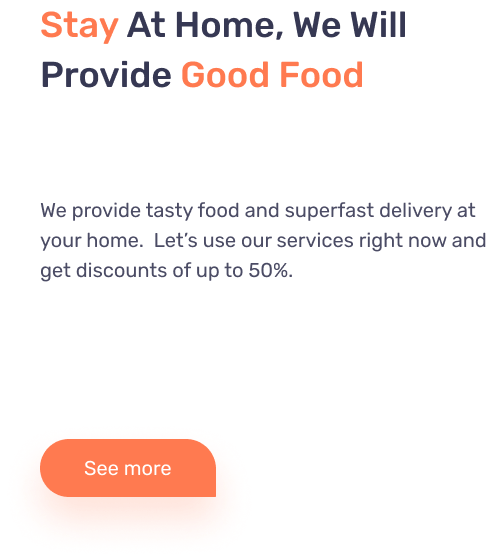 Stay At Home, We Will
Provide Good Food
We provide tasty food and superfast delivery at
your home.  Let’s use our services right now and
get discounts of up to 50%.
See more